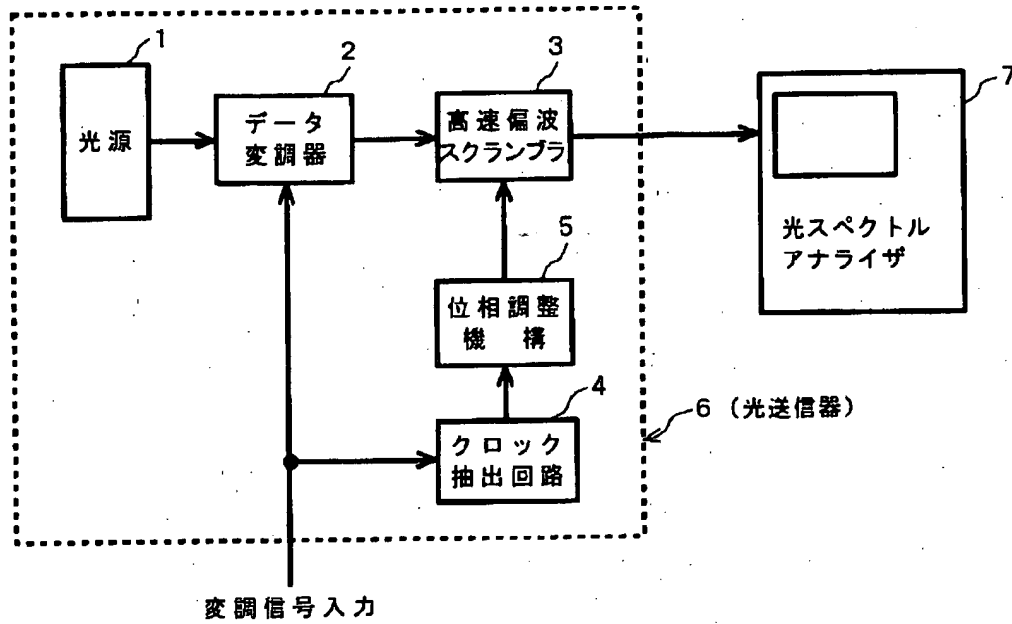 1
2
3
7
光源
データ
変調器
高速偏波
スクランブラ
光スペクトル
アナライザ
5
位相調整
機構
4
6（光送信器）
クロック
抽出回路
変調信号入力